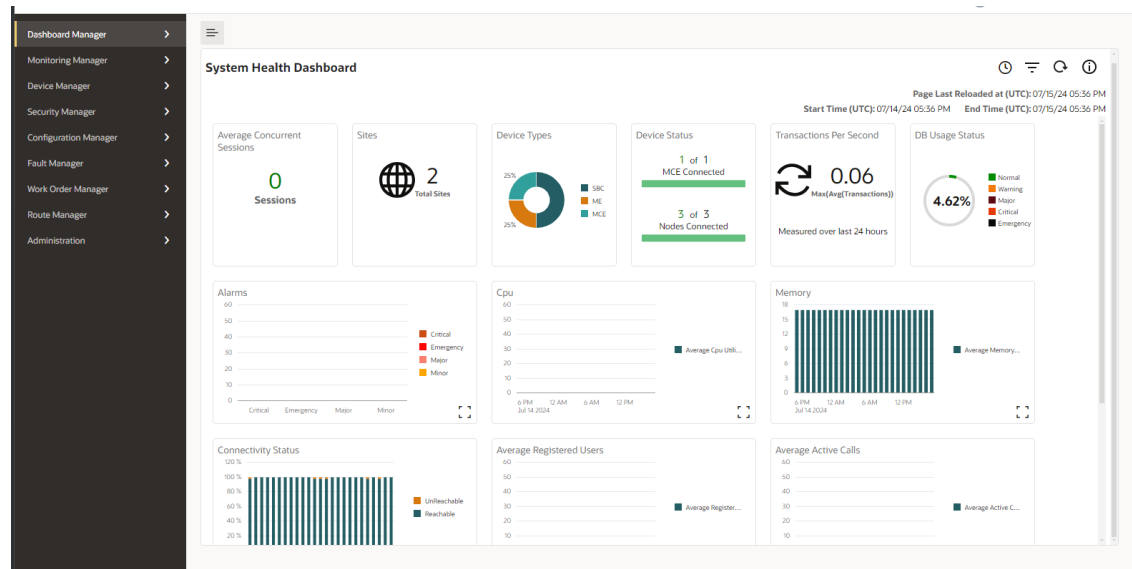 Dashboard Manager
Monitoring Manager
Device Manager
Security Manager
Configuration Manager
Fault Manager
Work Order Manager
Route Manager
Administration
System Health Dashboard
Page Last Reloaded at (UTC): 07/15/24 05:36 PM
Start Time (UTC): 07/14/24 05:36 PM End Time (UTC): 07/15/24 05:36 PM
Average Concurrent
Sessions
0
Sessions
Sites
2
Total Sites
Device Types
25%
25%
SBC
ME
MCE
Device Status
1 of 1
MCE Connected
3 of 3
Nodes Connected
Transactions Per Second
0.06
Max(Avg(Transactions))
Measured over last 24 hours
DB Usage Status
4.62%
Normal
Warning
Major
Critical
Emergency
Alarms
60
50
40
30
20
10
0
Critical Emergency Major Minor
Critical
Emergency
Major
Minor
Cpu
60
50
40
30
20
10
0
6 PM 12 AM 6 AM 12 PM
Jul 14 2024
Average Cpu Utili...
Memory
18
15
12
9
6
3
0
6 PM 12 AM 6 AM 12 PM
Jul 14 2024
Average Memory...
Connectivity Status
120 %
100 %
80 %
60 %
40 %
20 %
UnReachable
Reachable
Average Registered Users
60
50
40
30
20
10
Average Register...
Average Active Calls
60
50
40
30
20
10
Average Active C...